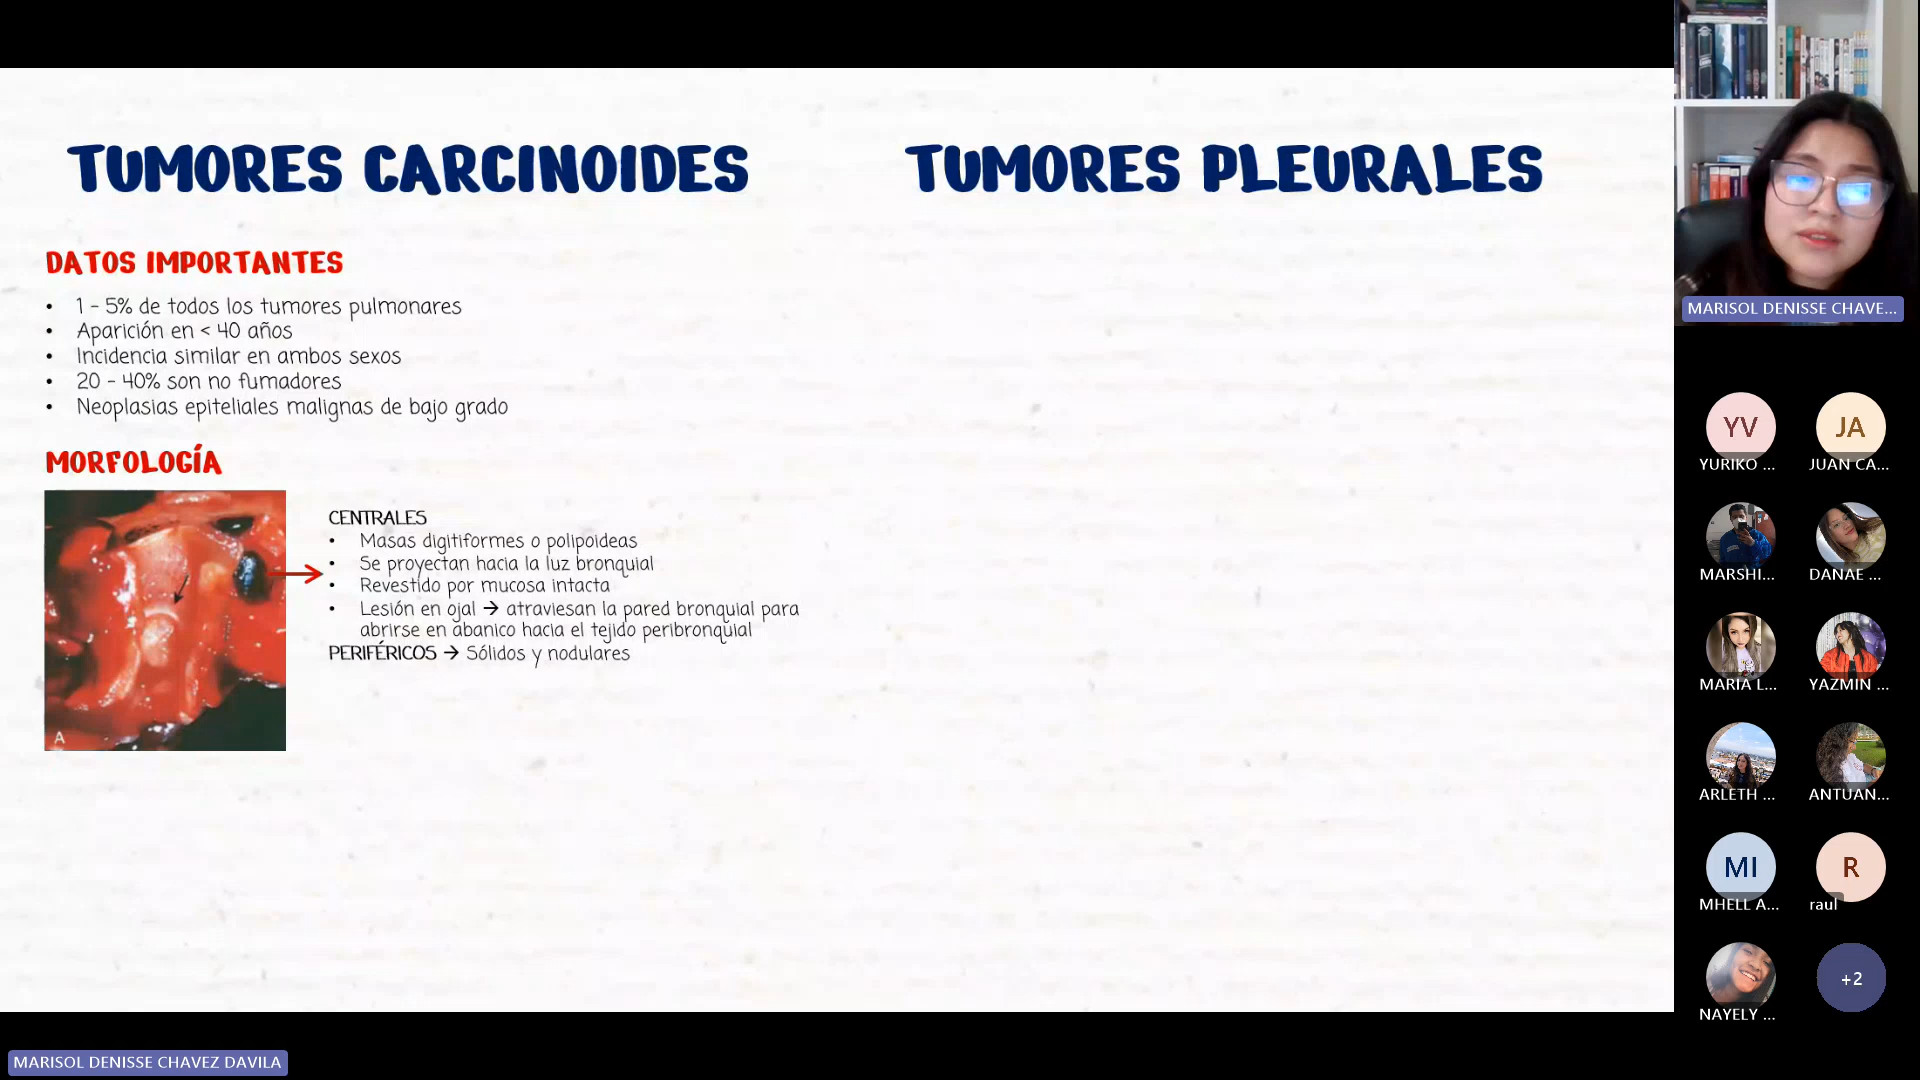 TUMORES CARCINOIDES
TUMORES PLEURALES
DATOS IMPORTANTES
• 1 - 5% de todos los tumores pulmonares
• Aparición en < 40 años
• Incidencia similar en ambos sexos
• 20 - 40% son no fumadores
• Neoplasias epiteliales malignas de bajo grado
MORFOLOGÍA
A
CENTRALES
• Masas digitiformes o polipoideas
• Se proyectan hacia la luz bronquial
• Revestido por mucosa intacta
• Lesión en ojal → atraviesan la pared bronquial para
abrirse en abanico hacia el tejido peribronquial
PERIFÉRICOS → Sólidos y nodulares
MARISOL DENISSE CHAVE...
YV
YURIKO ...
JA
JUAN CA...
MARSHI...
DANAE ...
MARIA L...
YAZMIN ...
ARLETH ...
ANTUAN...
MI
MHELL A...
R
raul
NAYELY ...
+2
MARISOL DENISSE CHAVEZ DAVILA